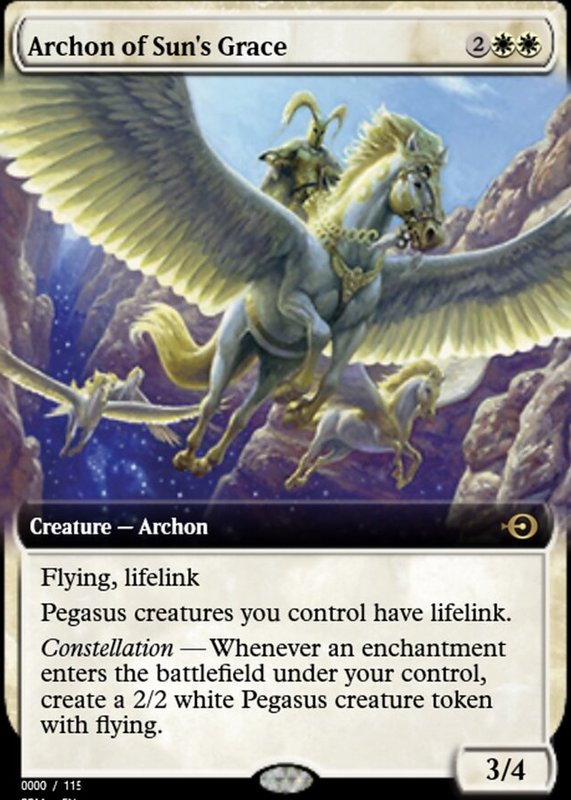 Archon of Sun's Grace
2
Creature — Archon
Flying, lifelink
Pegasus creatures you control have lifelink.
Constellation — Whenever an enchantment
enters the battlefield under your control,
create a 2/2 white Pegasus creature token
with flying.
3/4
0000 / 115